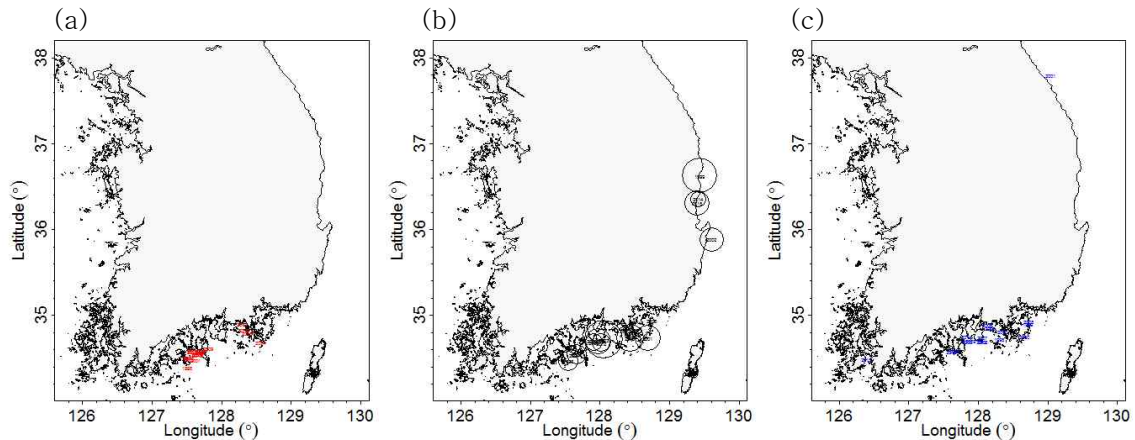 (a) (b) (c)
38 38 38
37 37 37
36 36 36
35 35 35
Latitude (°) Latitude (°) Latitude (°)
126 127 128 129 130 126 127 128 129 130 126 127 128 129 130
Longitude (°) Longitude (°) Longitude (°)